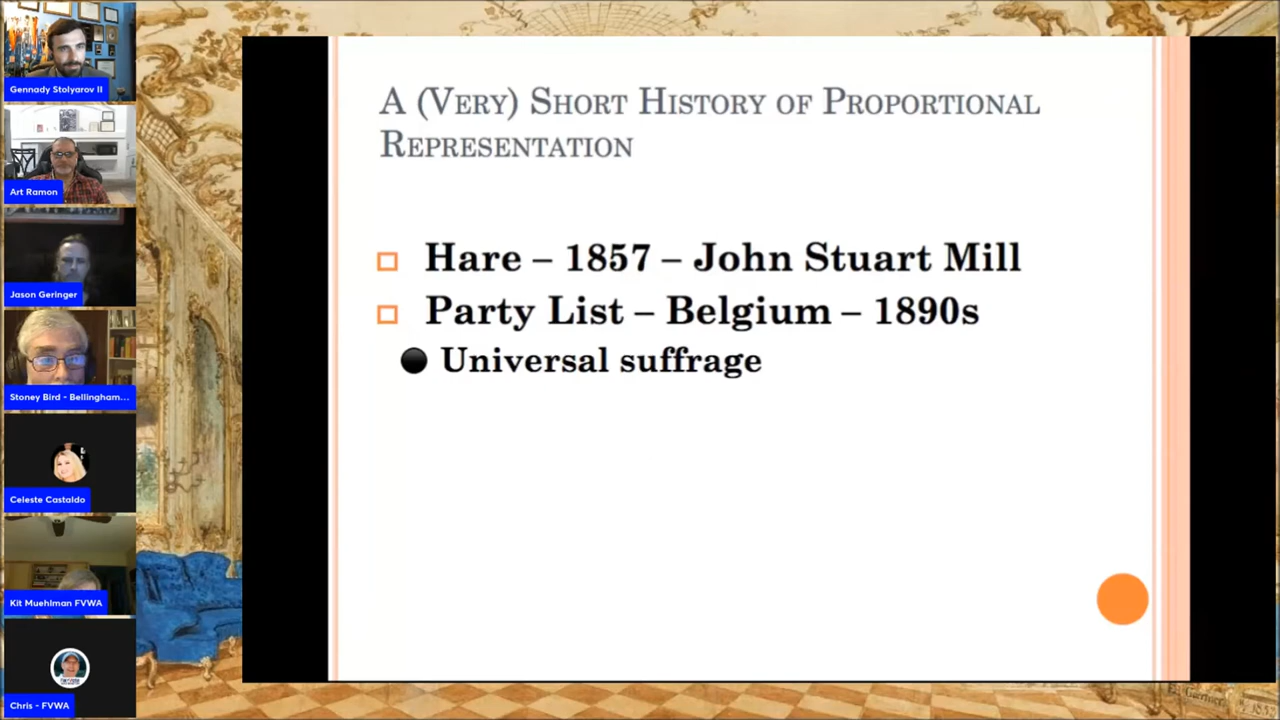 Gennady Stolyarov II
Art Ramon
Jason Geringer
Stoney Bird - Bellingham...
Celeste Castaldo
Kit Muehlman FVWA
Chris - FVWA
A (Very) Short History of Proportional
Representation
Hare – 1857 – John Stuart Mill
Party List – Belgium – 1890s
Universal suffrage